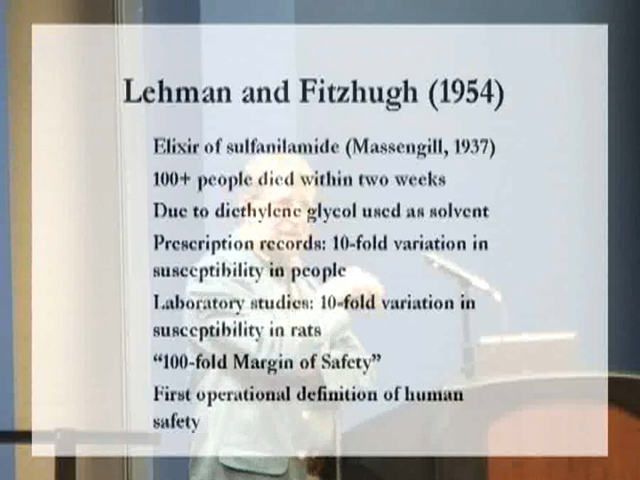 Lehman and Fitzhugh (1954)
Elixir of sulfanilamide (Massengill, 1937)
100+ people died within two weeks
Due to diethylene glycol used as solvent
Prescription records: 10-fold variation in
susceptibility in people
Laboratory studies: 10-fold variation in
susceptibility in rats
“100-fold Margin of Safety”
First operational definition of human
safety